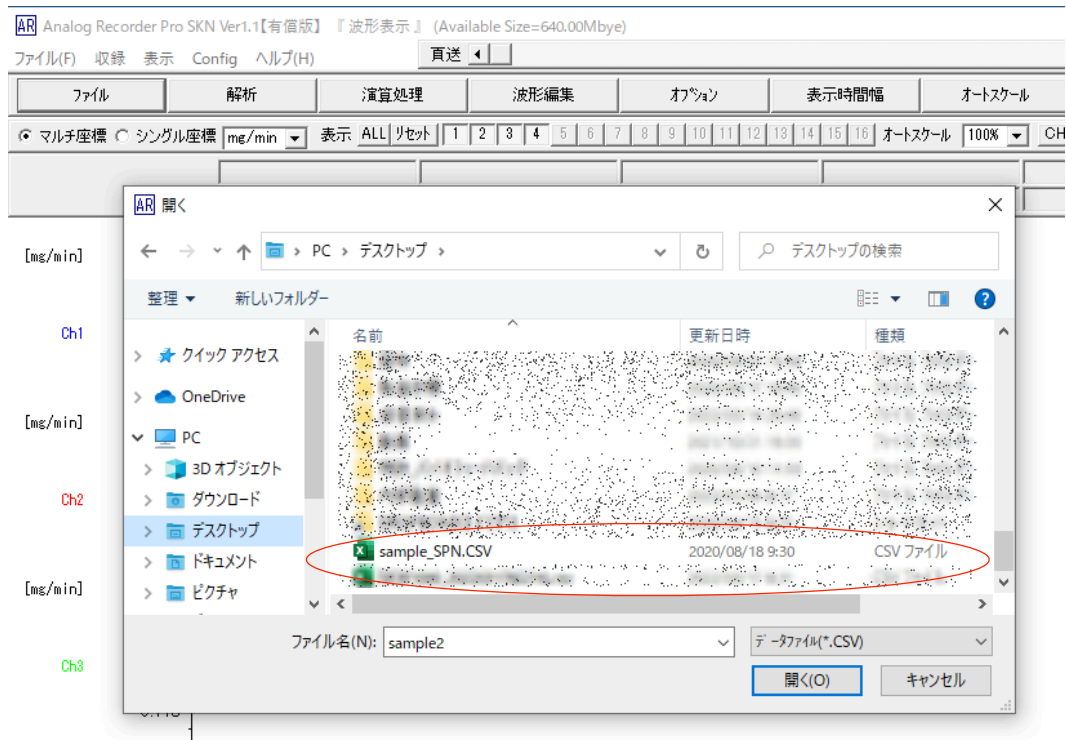 AR Analog Recorder Pro SKN Ver1.1【有償版】 『 波形表示 』 (Available Size=640.00Mbye)
ファイル(F) 収録 表示 Config ヘルプ(H) 頁送
ファイル 解析 演算処理 波形編集 オプション 表示時間幅 オートスケール
マルチ座標 シングル座標 mg/min 表示 ALL リセット 1 2 3 4 5 6 7 8 9 10 11 12 13 14 15 16 オートスケール 100% CH
AR 開く
[mg/min]
PC デスクトップ デスクトップの検索
整理 新しいフォルダー
Ch1
名前 更新日時 種類
クイック アクセス
OneDrive
[mg/min]
PC
3D オブジェクト
Ch2
ダウンロード
デスクトップ
sample_SPN.CSV 2020/08/18 9:30 CSV ファイル
ドキュメント
[mg/min]
ピクチャ
ファイル名(N): sample2 データファイル(*.CSV)
Ch3
開く(O) キャンセル